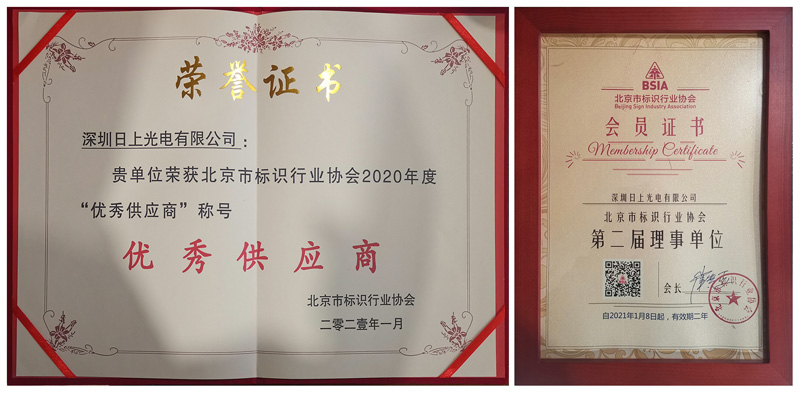 荣誉证书
深圳日上光电有限公司：
贵单位荣获北京市标识行业协会2020年度
“优秀供应商”称号
优秀供应商
北京市标识行业协会
二零二壹年一月
BSIA
北京市标识行业协会
Beijing Sign Industry Association
会员证书
Membership Certificate
深圳日上光电有限公司
北京市标识行业协会
第二届理事单位
会长
自2021年1月8日起，有效期二年